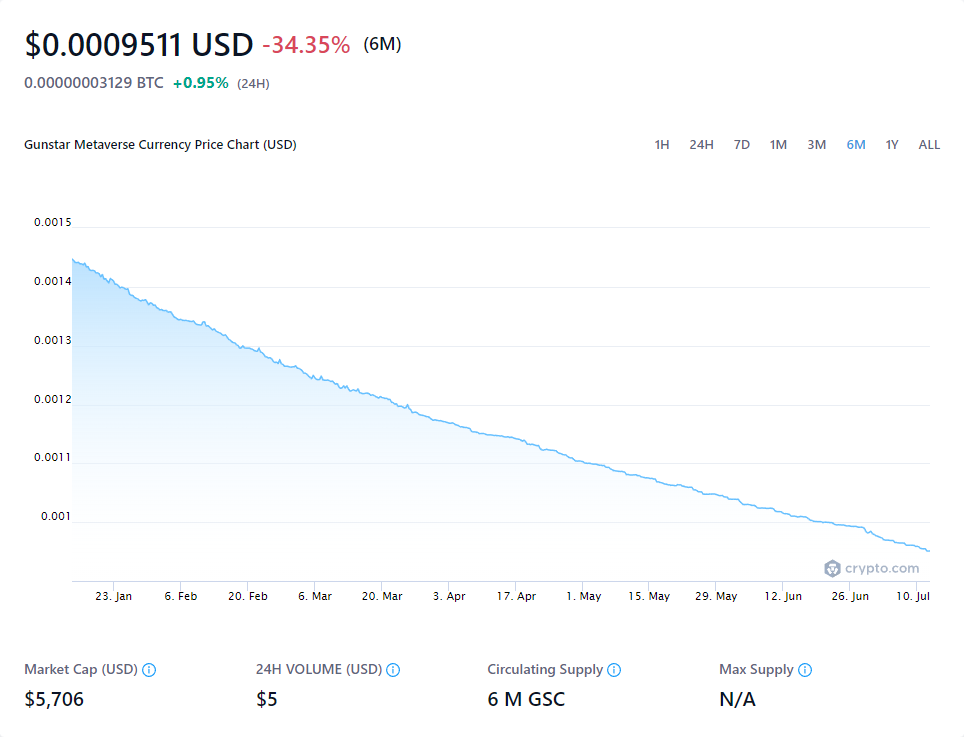 $0.0009511 USD -34.35% (6M)
0.00000003129 BTC +0.95% (24H)
Gunstar Metaverse Currency Price Chart (USD) 1H 24H 7D 1M 3M 6M 1Y ALL
0.0015
0.0014
0.0013
0.0012
0.0011
0.001
crypto.com
23. Jan 6. Feb 20. Feb 6. Mar 20. Mar 3. Apr 17. Apr 1. May 15. May 29. May 12. Jun 26. Jun 10. Jul
Market Cap (USD) 24H VOLUME (USD) Circulating Supply Max Supply
$5,706 $5 6 M GSC N/A